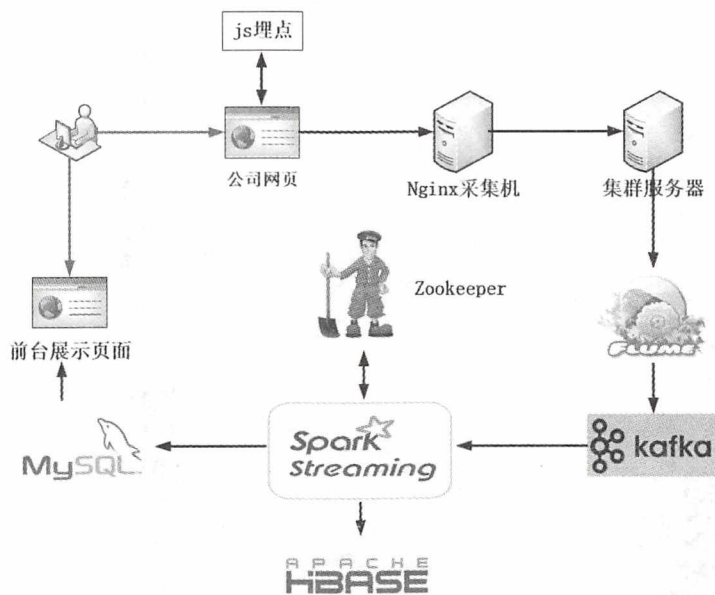 js埋点
公司网页
Nginx采集机
集群服务器
Zookeeper
前台展示页面
FLUME
MySQL
Spark
Streaming
kafka
APACHE
HBASE